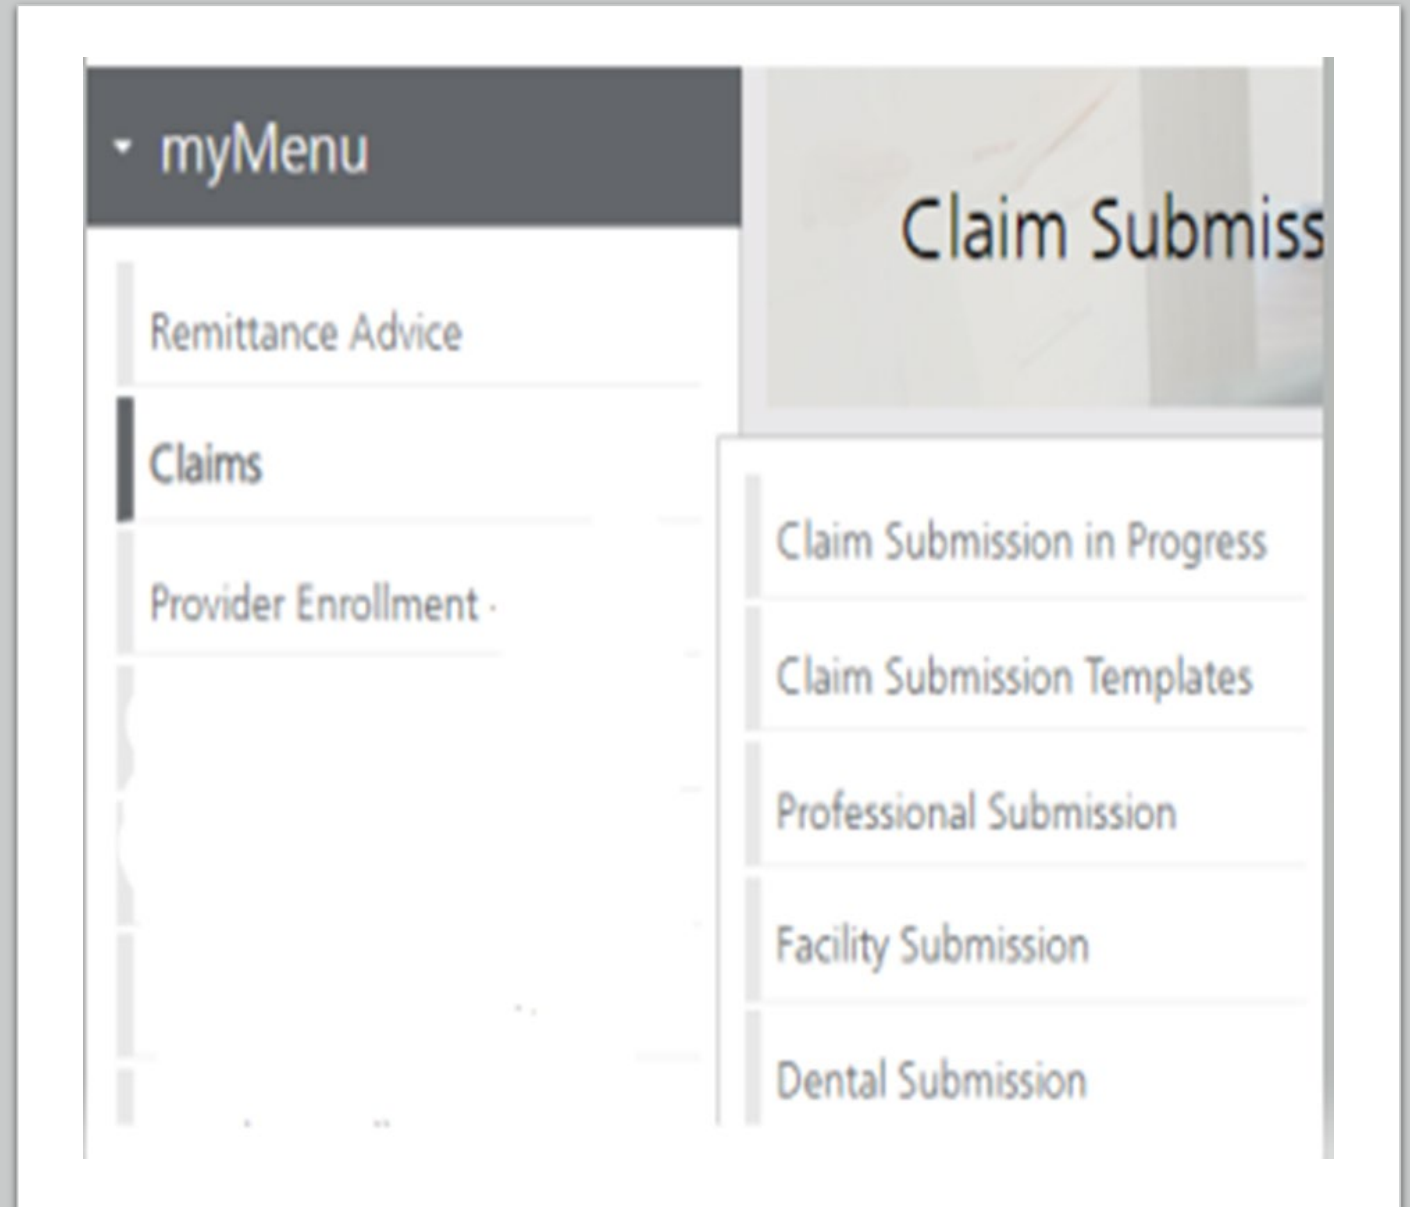 myMenu
Claim Submiss
Remittance Advice
Claims
Provider Enrollment
Claim Submission in Progress
Claim Submission Templates
Professional Submission
Facility Submission
Dental Submission